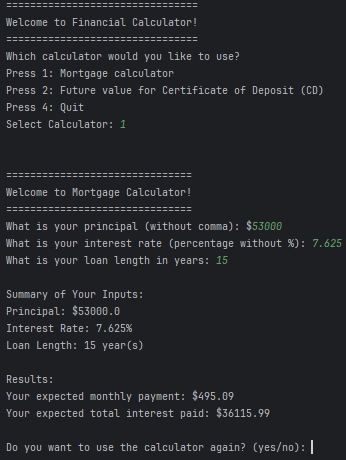 ================================
Welcome to Financial Calculator!
================================
Which calculator would you like to use?
Press 1: Mortgage calculator
Press 2: Future value for Certificate of Deposit (CD)
Press 4: Quit
Select Calculator: 1
===============================
Welcome to Mortgage Calculator!
===============================
What is your principal (without comma): $53000
What is your interest rate (percentage without %): 7.625
What is your loan length in years: 15
Summary of Your Inputs:
Principal: $53000.0
Interest Rate: 7.625%
Loan Length: 15 year(s)
Results:
Your expected monthly payment: $495.09
Your expected total interest paid: $36115.99
Do you want to use the calculator again? (yes/no):